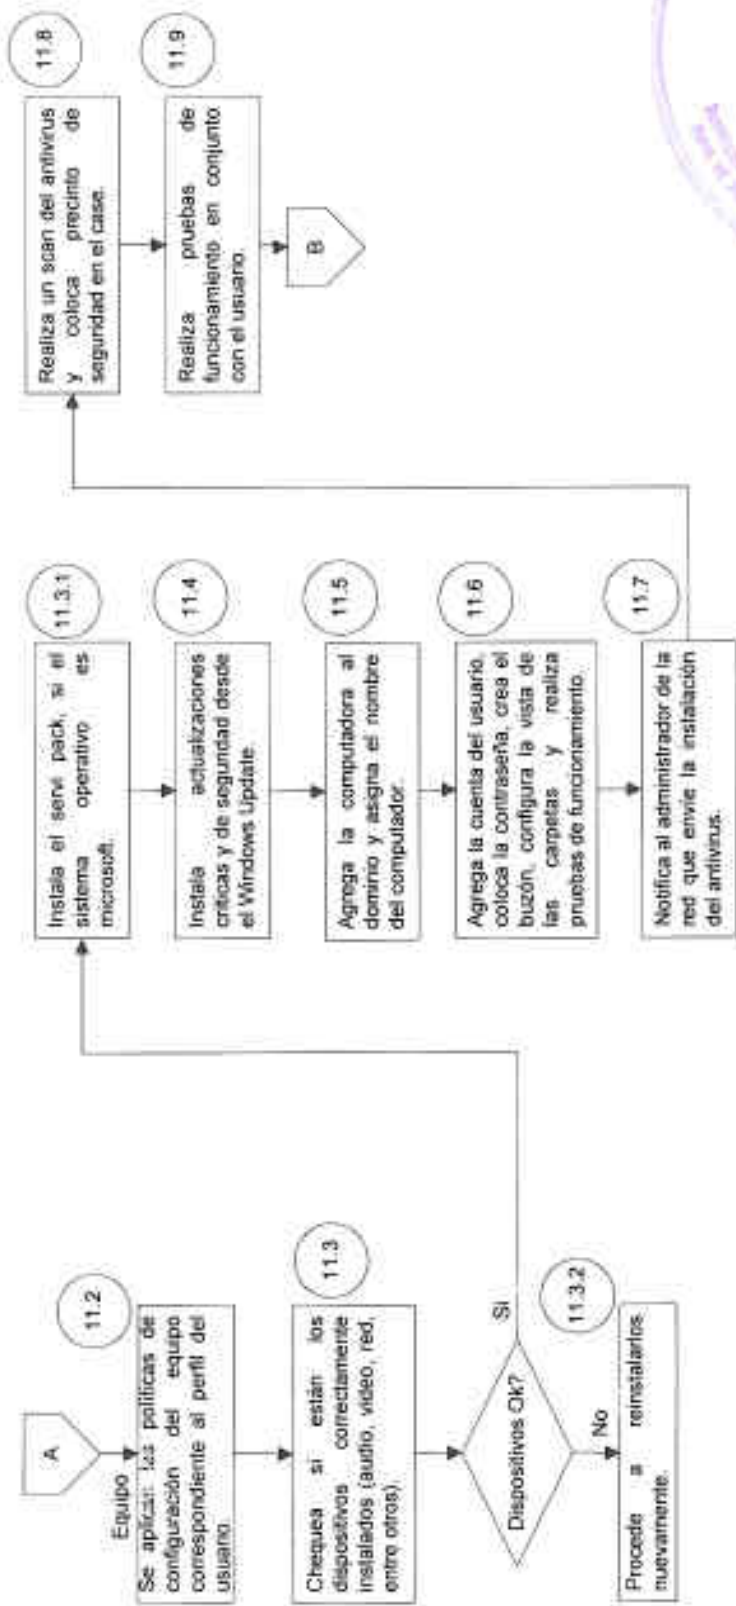 A
Equipo
11.2
Se aplican las políticas de
configuración del equipo
correspondiente al perfil del
usuario.
11.3
Chequea si están los
dispositivos correctamente
instalados (audio, video, red,
entre otros).
Dispositivos Ok?
Si
No
11.3.2
Procede a reinstalarlos
nuevamente.
11.3.1
Instala el servi pack, si el
sistema operativo es
microsoft.
11.4
Instala actualizaciones
críticas y de seguridad desde
el Windows Update.
11.5
Agrega la computadora al
dominio y asigna el nombre
del computador.
11.6
Agrega la cuenta del usuario,
coloca la contraseña, crea el
buzón, configura la vista de
las carpetas y realiza
pruebas de funcionamiento.
11.7
Notifica al administrador de la
red que envíe la instalación
del antivirus.
11.8
Realiza un scan del antivirus
y coloca precinto de
seguridad en el case.
11.9
Realiza pruebas de
funcionamiento en conjunto
con el usuario.
B